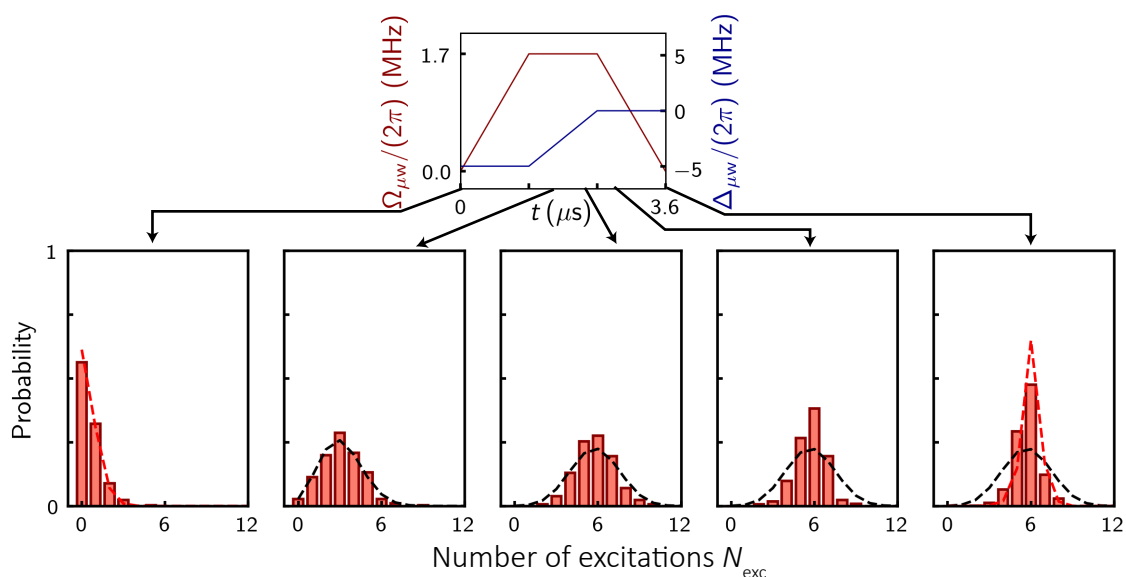 Ω_μw/(2π) (MHz)
1.7
0.0
5
0
−5
Δ_μw/(2π) (MHz)
0
t (μs)
3.6
Probability
1
0
0 6 12
0 6 12
0 6 12
0 6 12
0 6 12
Number of excitations N_exc